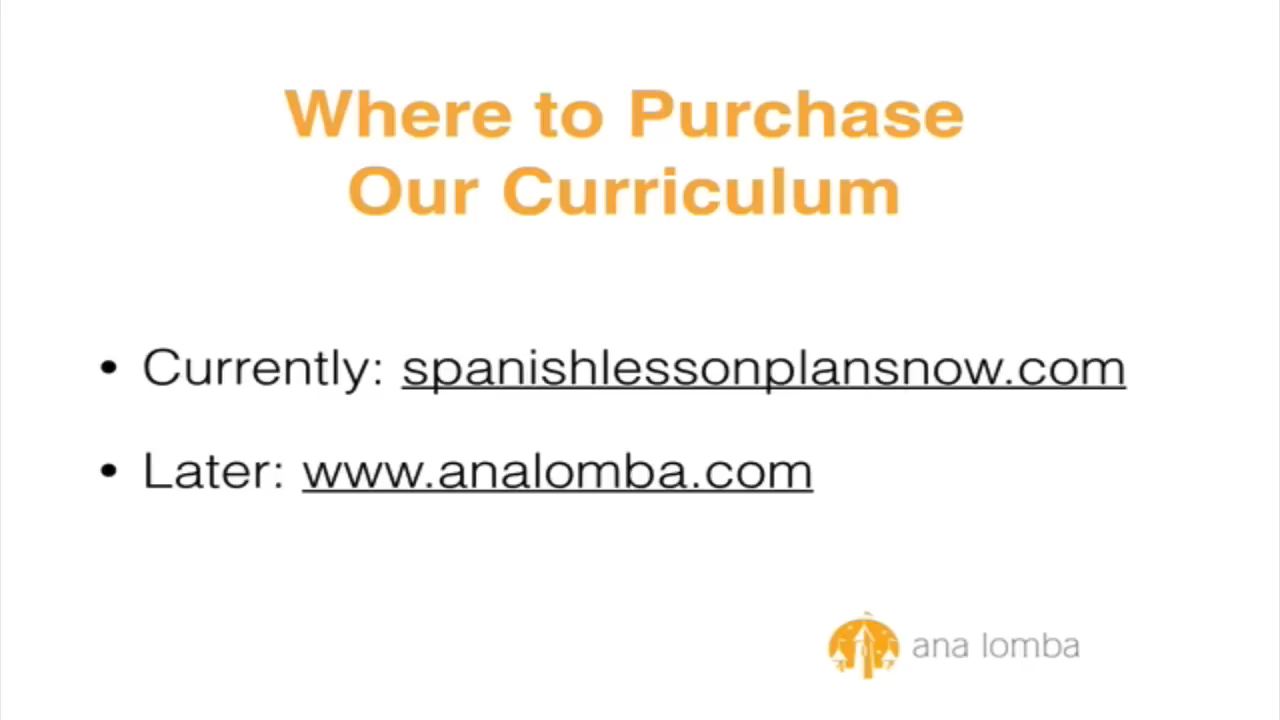 Where to Purchase
Our Curriculum
• Currently: spanishlessonplansnow.com
• Later: www.analomba.com
ana lomba